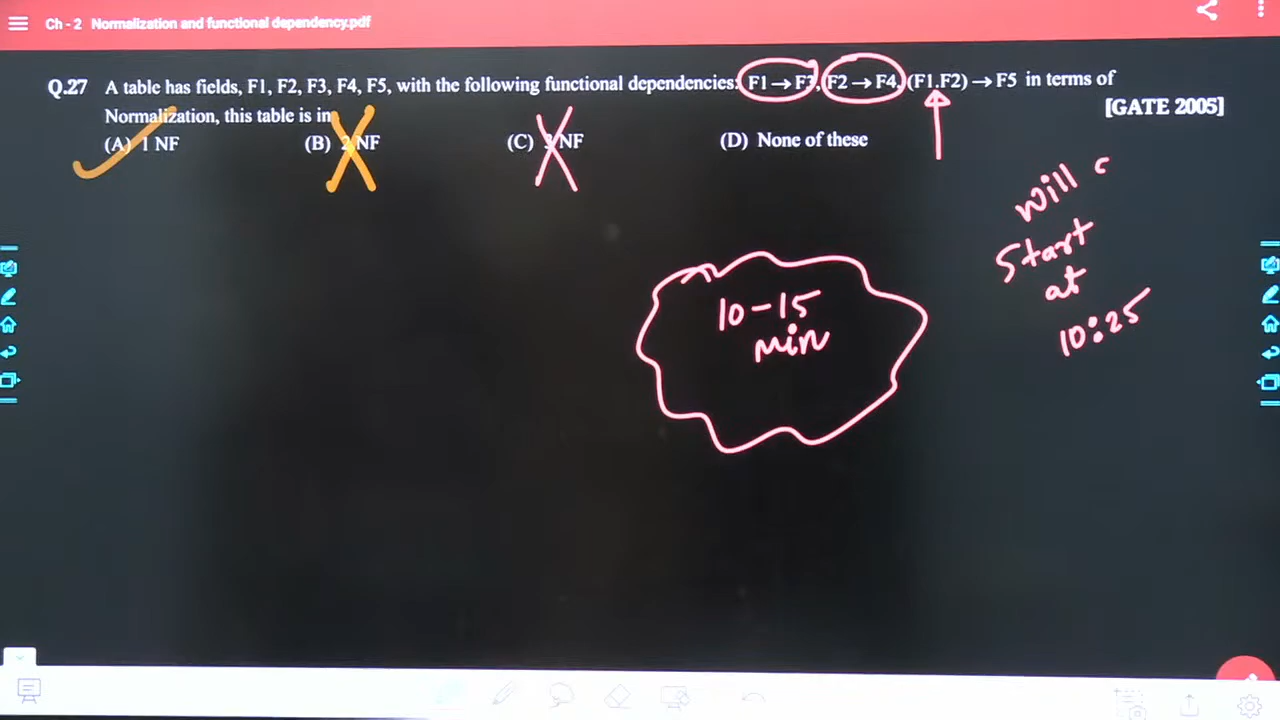 Ch - 2 Normalization and functional dependency.pdf
Q.27 A table has fields, F1, F2, F3, F4, F5, with the following functional dependencies: F1 → F3, F2 → F4, (F1.F2) → F5 in terms of
Normalization, this table is in
[GATE 2005]
(A) 1 NF (B) 2 NF (C) 3 NF (D) None of these
10-15
min
Will
Start
at
10:25